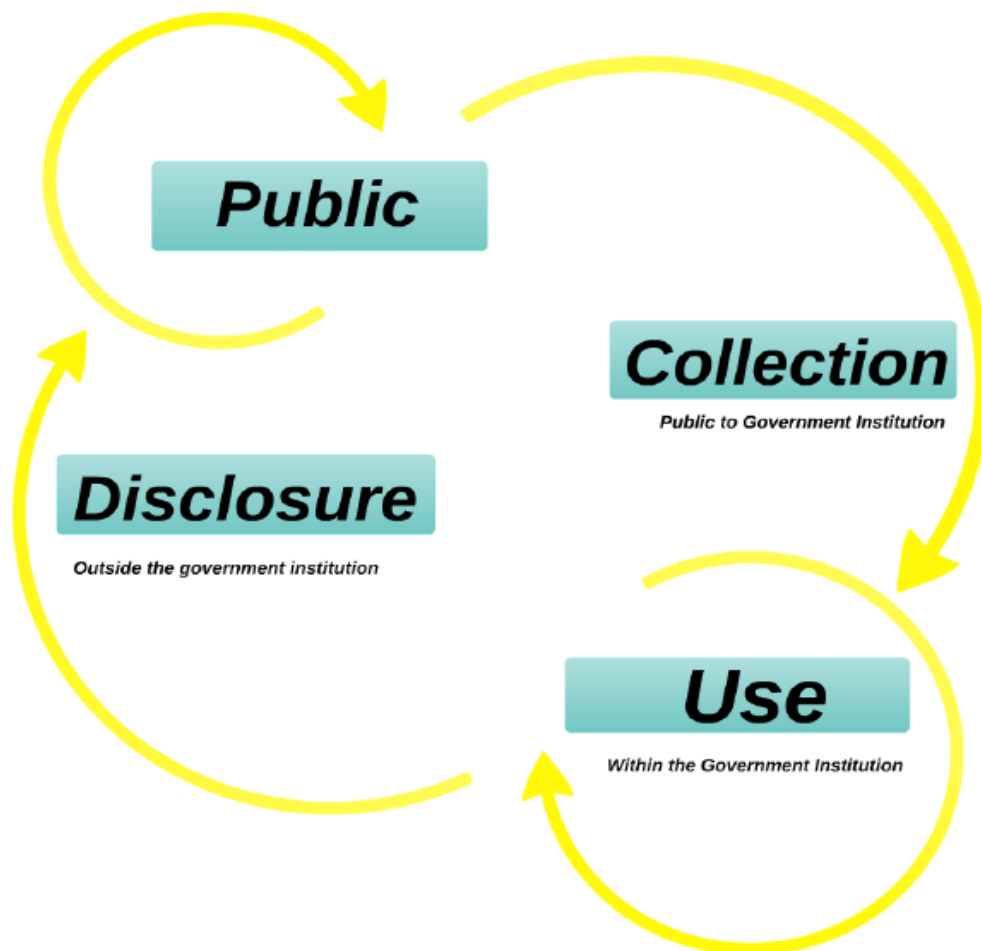 Public
Collection
Public to Government Institution
Disclosure
Outside the government institution
Use
Within the Government Institution